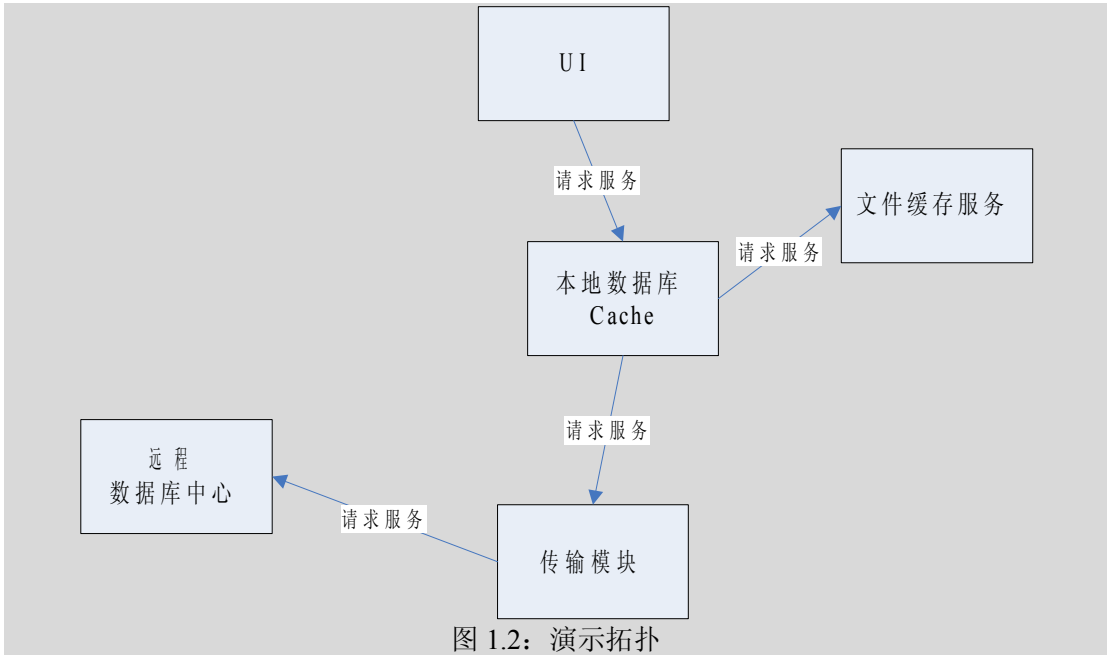 UI
请求服务
文件缓存服务
请求服务
本地数据库
Cache
请求服务
远程
数据库中心
请求服务
传输模块
图 1.2：演示拓扑